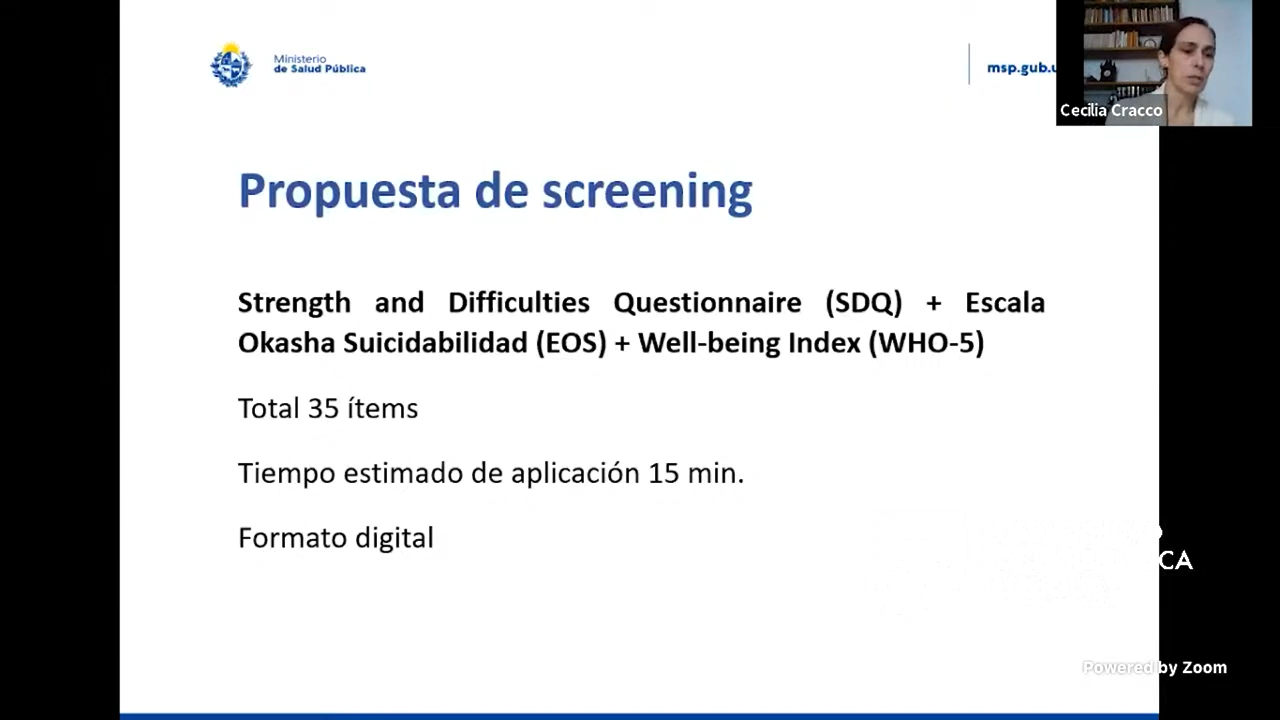 Ministerio
de Salud Pública
msp.gub.u
Cecilia Cracco
Propuesta de screening
Strength and Difficulties Questionnaire (SDQ) + Escala
Okasha Suicidabilidad (EOS) + Well-being Index (WHO-5)
Total 35 ítems
Tiempo estimado de aplicación 15 min.
Formato digital
CA
Powered by Zoom